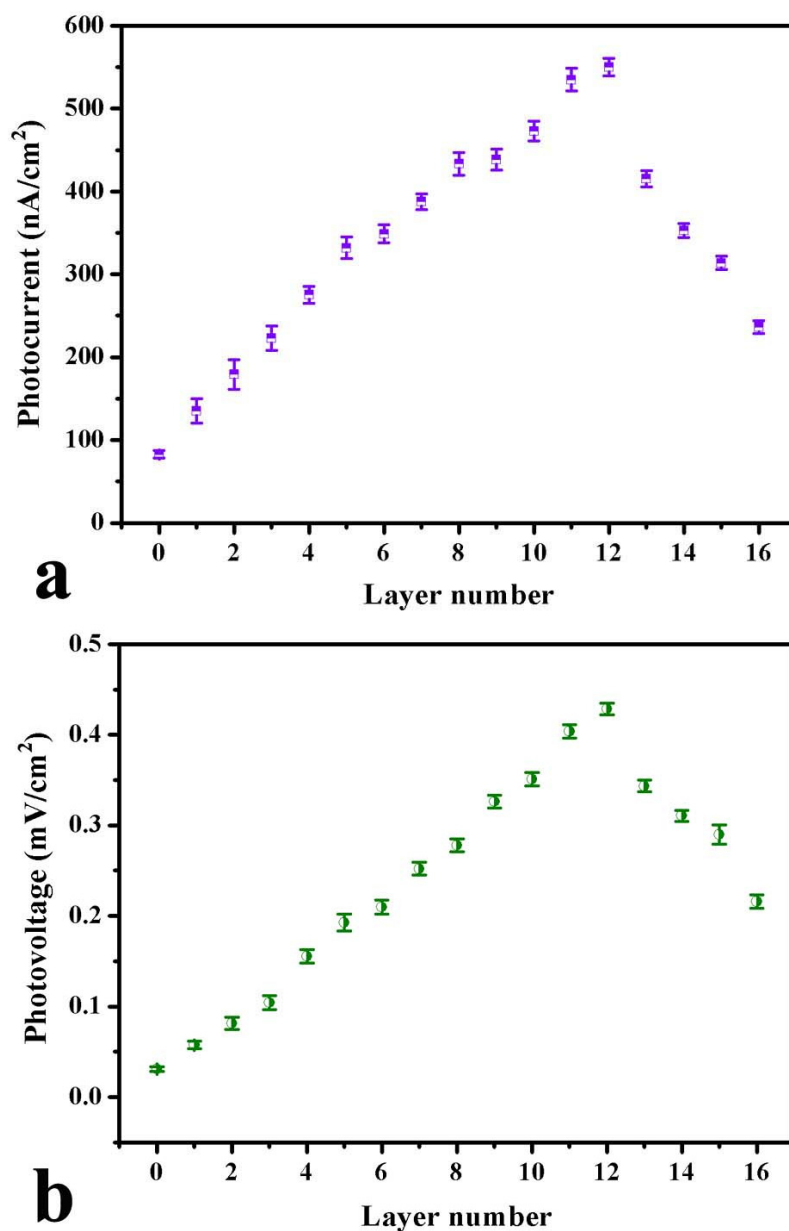 600
500
400
300
200
100
0
Photocurrent (nA/cm²)
0 2 4 6 8 10 12 14 16
Layer number
a
0.5
0.4
0.3
0.2
0.1
0.0
Photovoltage (mV/cm²)
0 2 4 6 8 10 12 14 16
Layer number
b